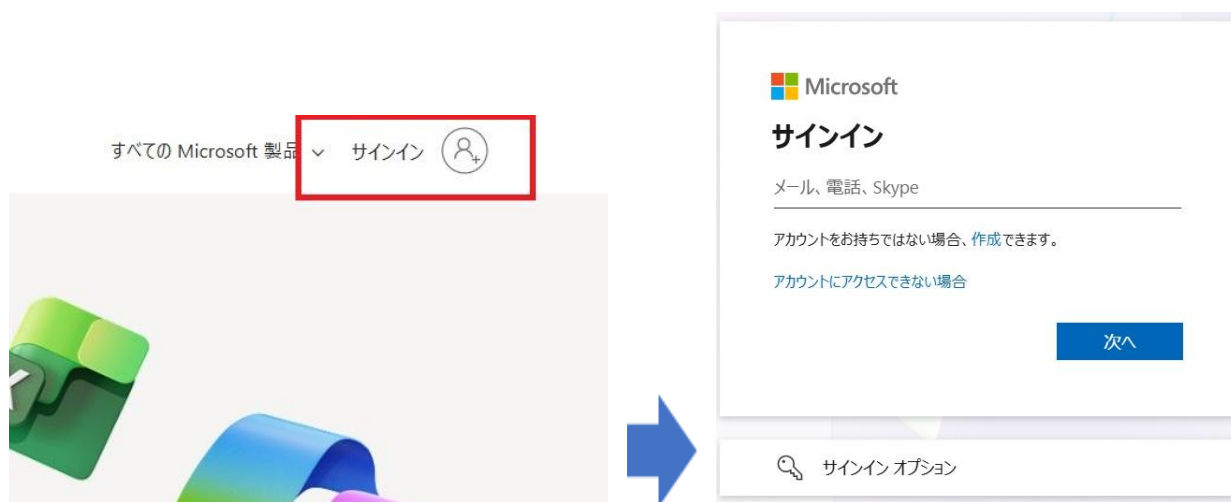 すべての Microsoft 製品
サインイン
Microsoft
サインイン
メール、電話、Skype
アカウントをお持ちではない場合、作成できます。
アカウントにアクセスできない場合
次へ
サインイン オプション